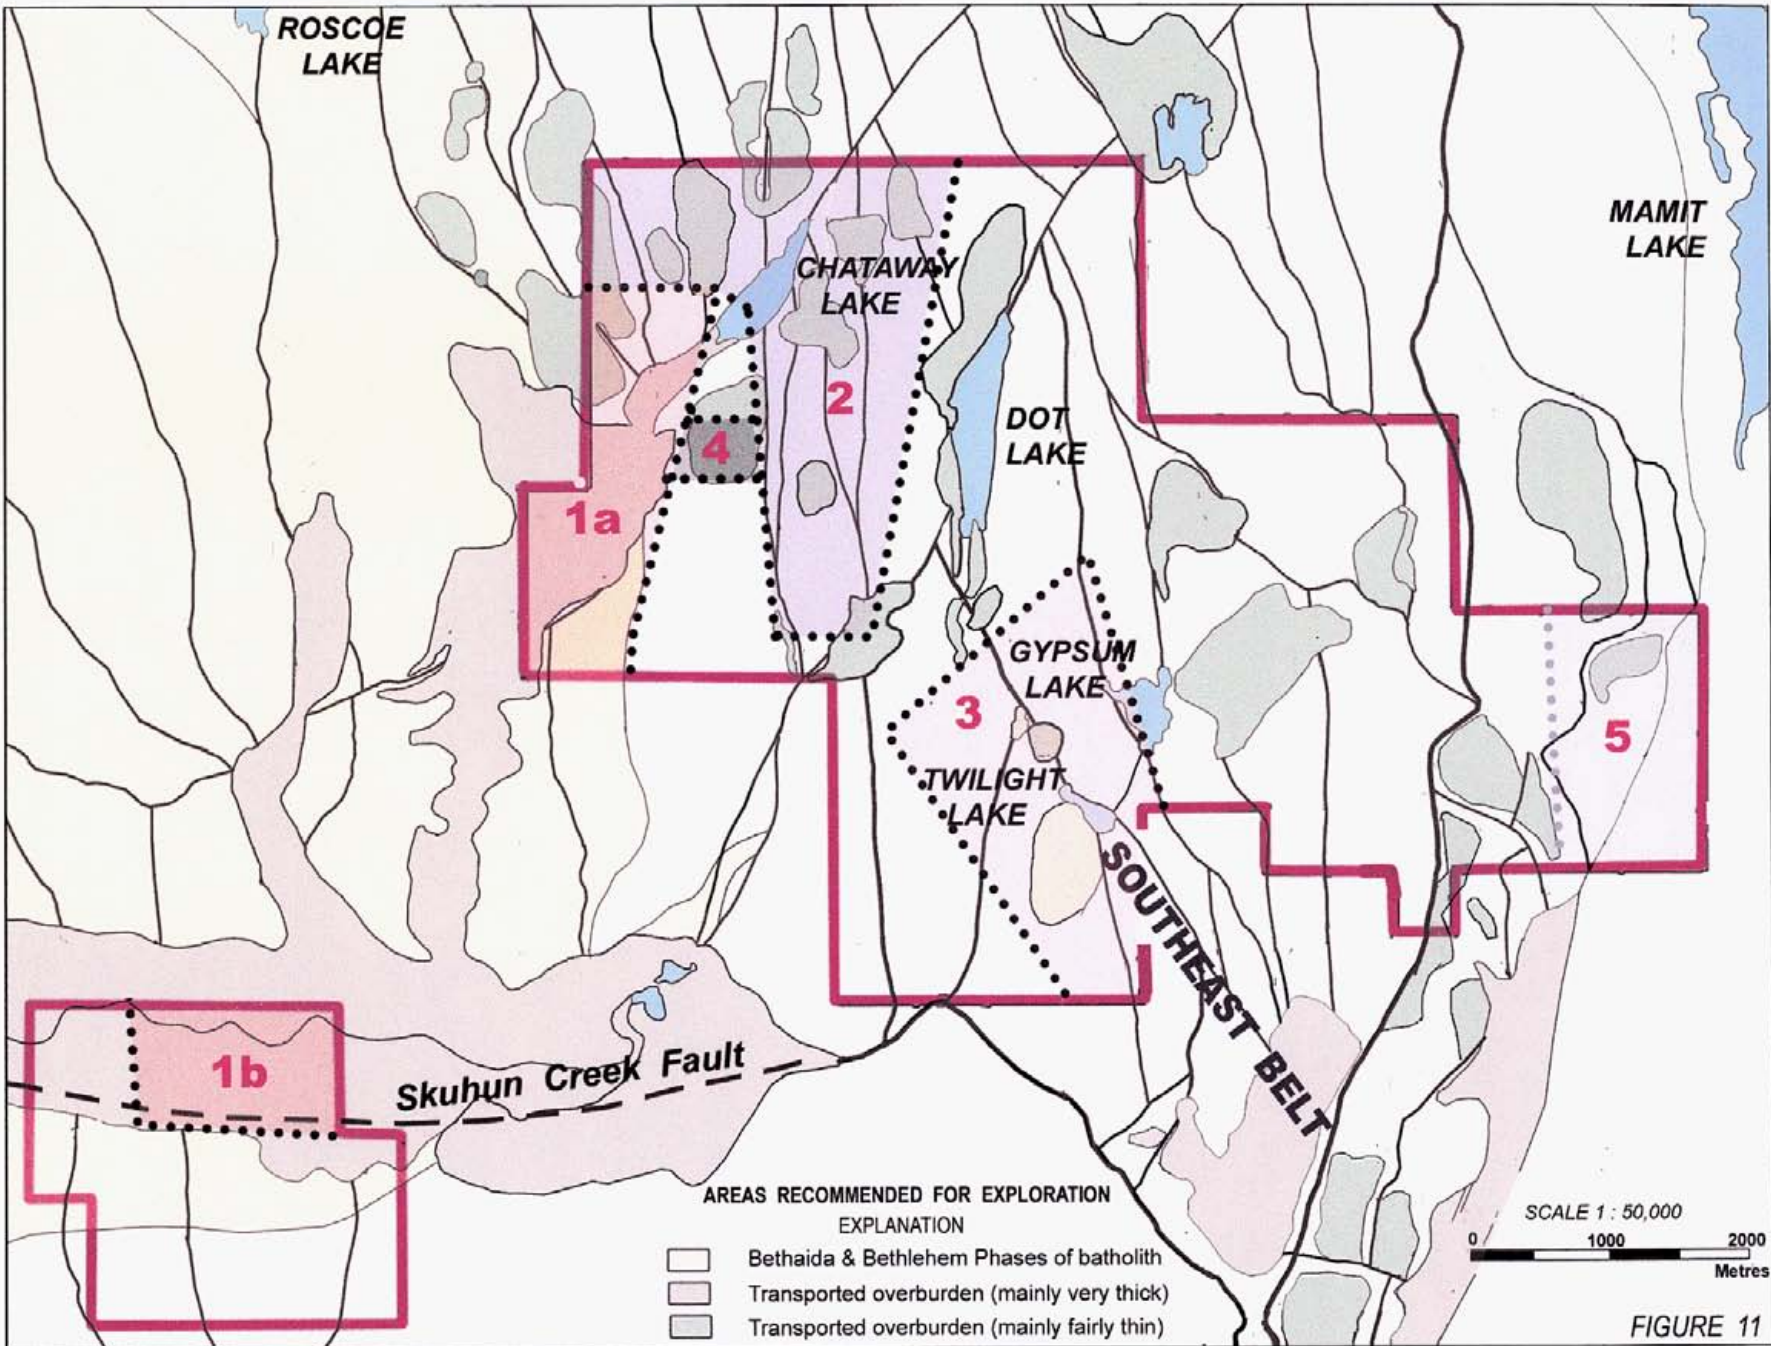 ROSCOE
LAKE
MAMIT
LAKE
CHATAWAY
LAKE
2
DOT
LAKE
4
1a
GYPSUM
LAKE
3
5
TWILIGHT
LAKE
SOUTHEAST BELT
1b
Skuhun Creek Fault
AREAS RECOMMENDED FOR EXPLORATION
EXPLANATION
Bethaida & Bethlehem Phases of batholith
Transported overburden (mainly very thick)
Transported overburden (mainly fairly thin)
SCALE 1 : 50,000
0 1000 2000
Metres
FIGURE 11